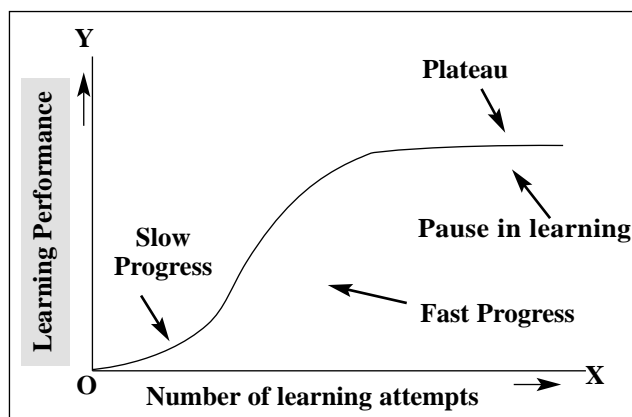 Y
Plateau
Learning Performance
Pause in learning
Slow
Progress
Fast Progress
O
X
Number of learning attempts